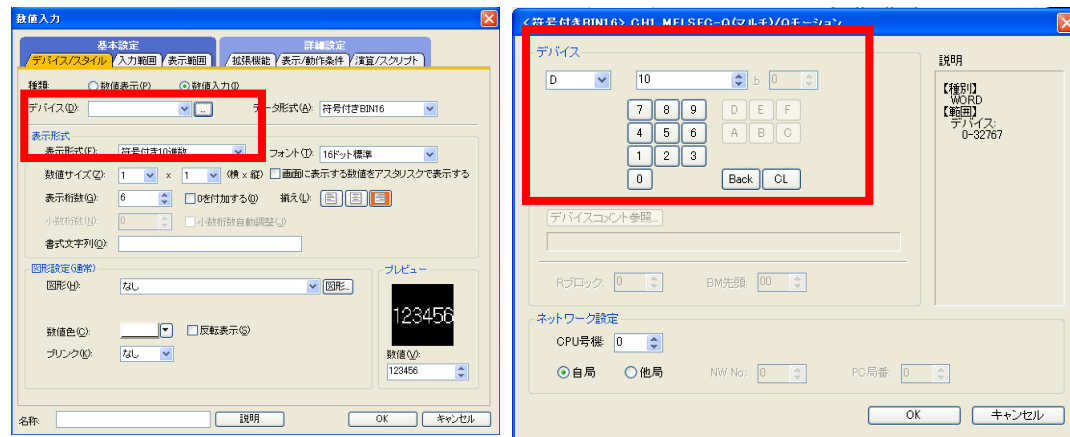 数値入力
基本設定
詳細設定
デバイス/スタイル 入力範囲 表示範囲 拡張機能 表示/動作条件 演算/スクリプト
種類: 数値表示(P) 数値入力(I)
デバイス(D): ... データ形式(A): 符号付きBIN16
表示形式
表示形式(F): 符号付き10進数 フォント(T): 16ドット標準
数値サイズ(Z): 1 x 1 (横 x 縦) 画面に表示する数値をアスタリスクで表示する
表示桁数(G): 6 0を付加する(O) 揃え(L):
小数桁数(N): 0 小数桁数自動調整(J)
書式文字列(O):
図形設定(通常)
図形(H): なし 図形...
数値色(C): 反転表示(S)
ブリンク(K): なし
プレビュー
123456
数値(V):
123456
名称: 説明 OK キャンセル
<符号付きBIN16> CH1 MELSEC-Q(マルチ)/Qモーション
デバイス
D 10 b 0
7 8 9 D E F
4 5 6 A B C
1 2 3
0 Back CL
デバイスコメント参照...
Rブロック: 0 BM先頭: 00
ネットワーク設定
CPU号機: 0
自局 他局 NW No.: 0 PC局番: 0
説明
【種別】
WORD
【範囲】
デバイス:
0-32767
OK キャンセル